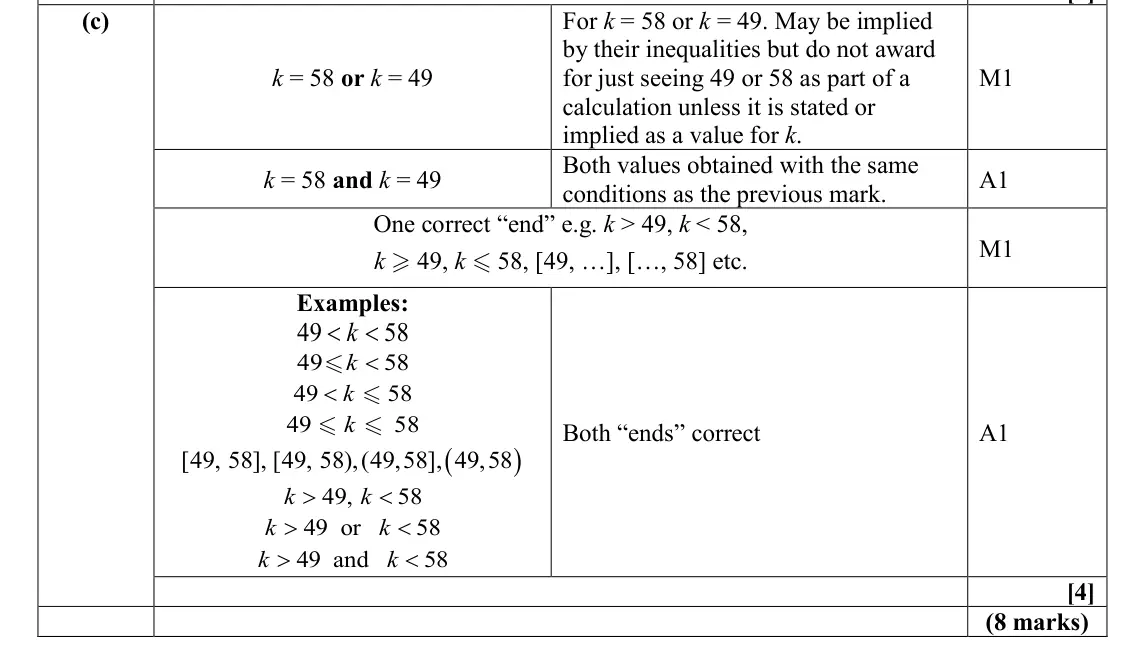 (c)
k = 58 or k = 49
For k = 58 or k = 49. May be implied
by their inequalities but do not award
for just seeing 49 or 58 as part of a
calculation unless it is stated or
implied as a value for k.
M1
k = 58 and k = 49
Both values obtained with the same
conditions as the previous mark.
A1
One correct “end” e.g. k > 49, k < 58,
k ⩾ 49, k ⩽ 58, [49, …], […, 58] etc.
M1
Examples:
49 < k < 58
49 ⩽ k < 58
49 < k ⩽ 58
49 ⩽ k ⩽ 58
[49, 58], [49, 58), (49, 58], (49, 58)
k > 49, k < 58
k > 49 or k < 58
k > 49 and k < 58
Both “ends” correct
A1
[4]
(8 marks)